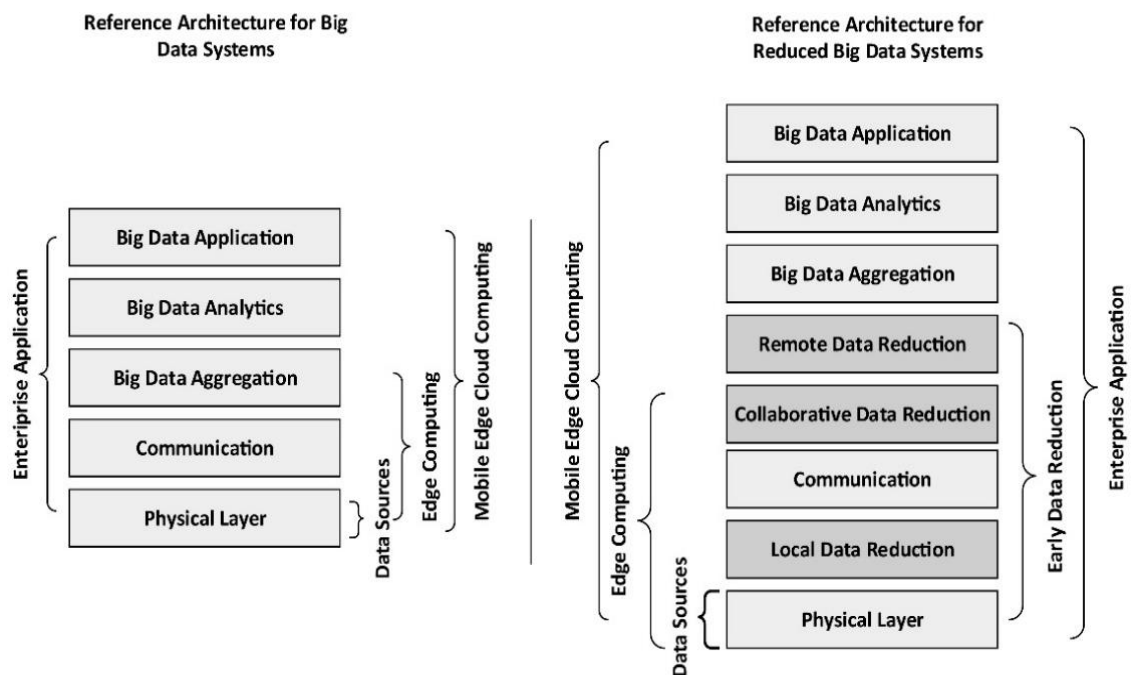 Reference Architecture for Big
Data Systems
Enteriprise Application
Big Data Application
Big Data Analytics
Big Data Aggregation
Communication
Physical Layer
Data Sources
Edge Computing
Mobile Edge Cloud Computing
Reference Architecture for
Reduced Big Data Systems
Mobile Edge Cloud Computing
Edge Computing
Data Sources
Big Data Application
Big Data Analytics
Big Data Aggregation
Remote Data Reduction
Collaborative Data Reduction
Communication
Local Data Reduction
Physical Layer
Early Data Reduction
Enterprise Application